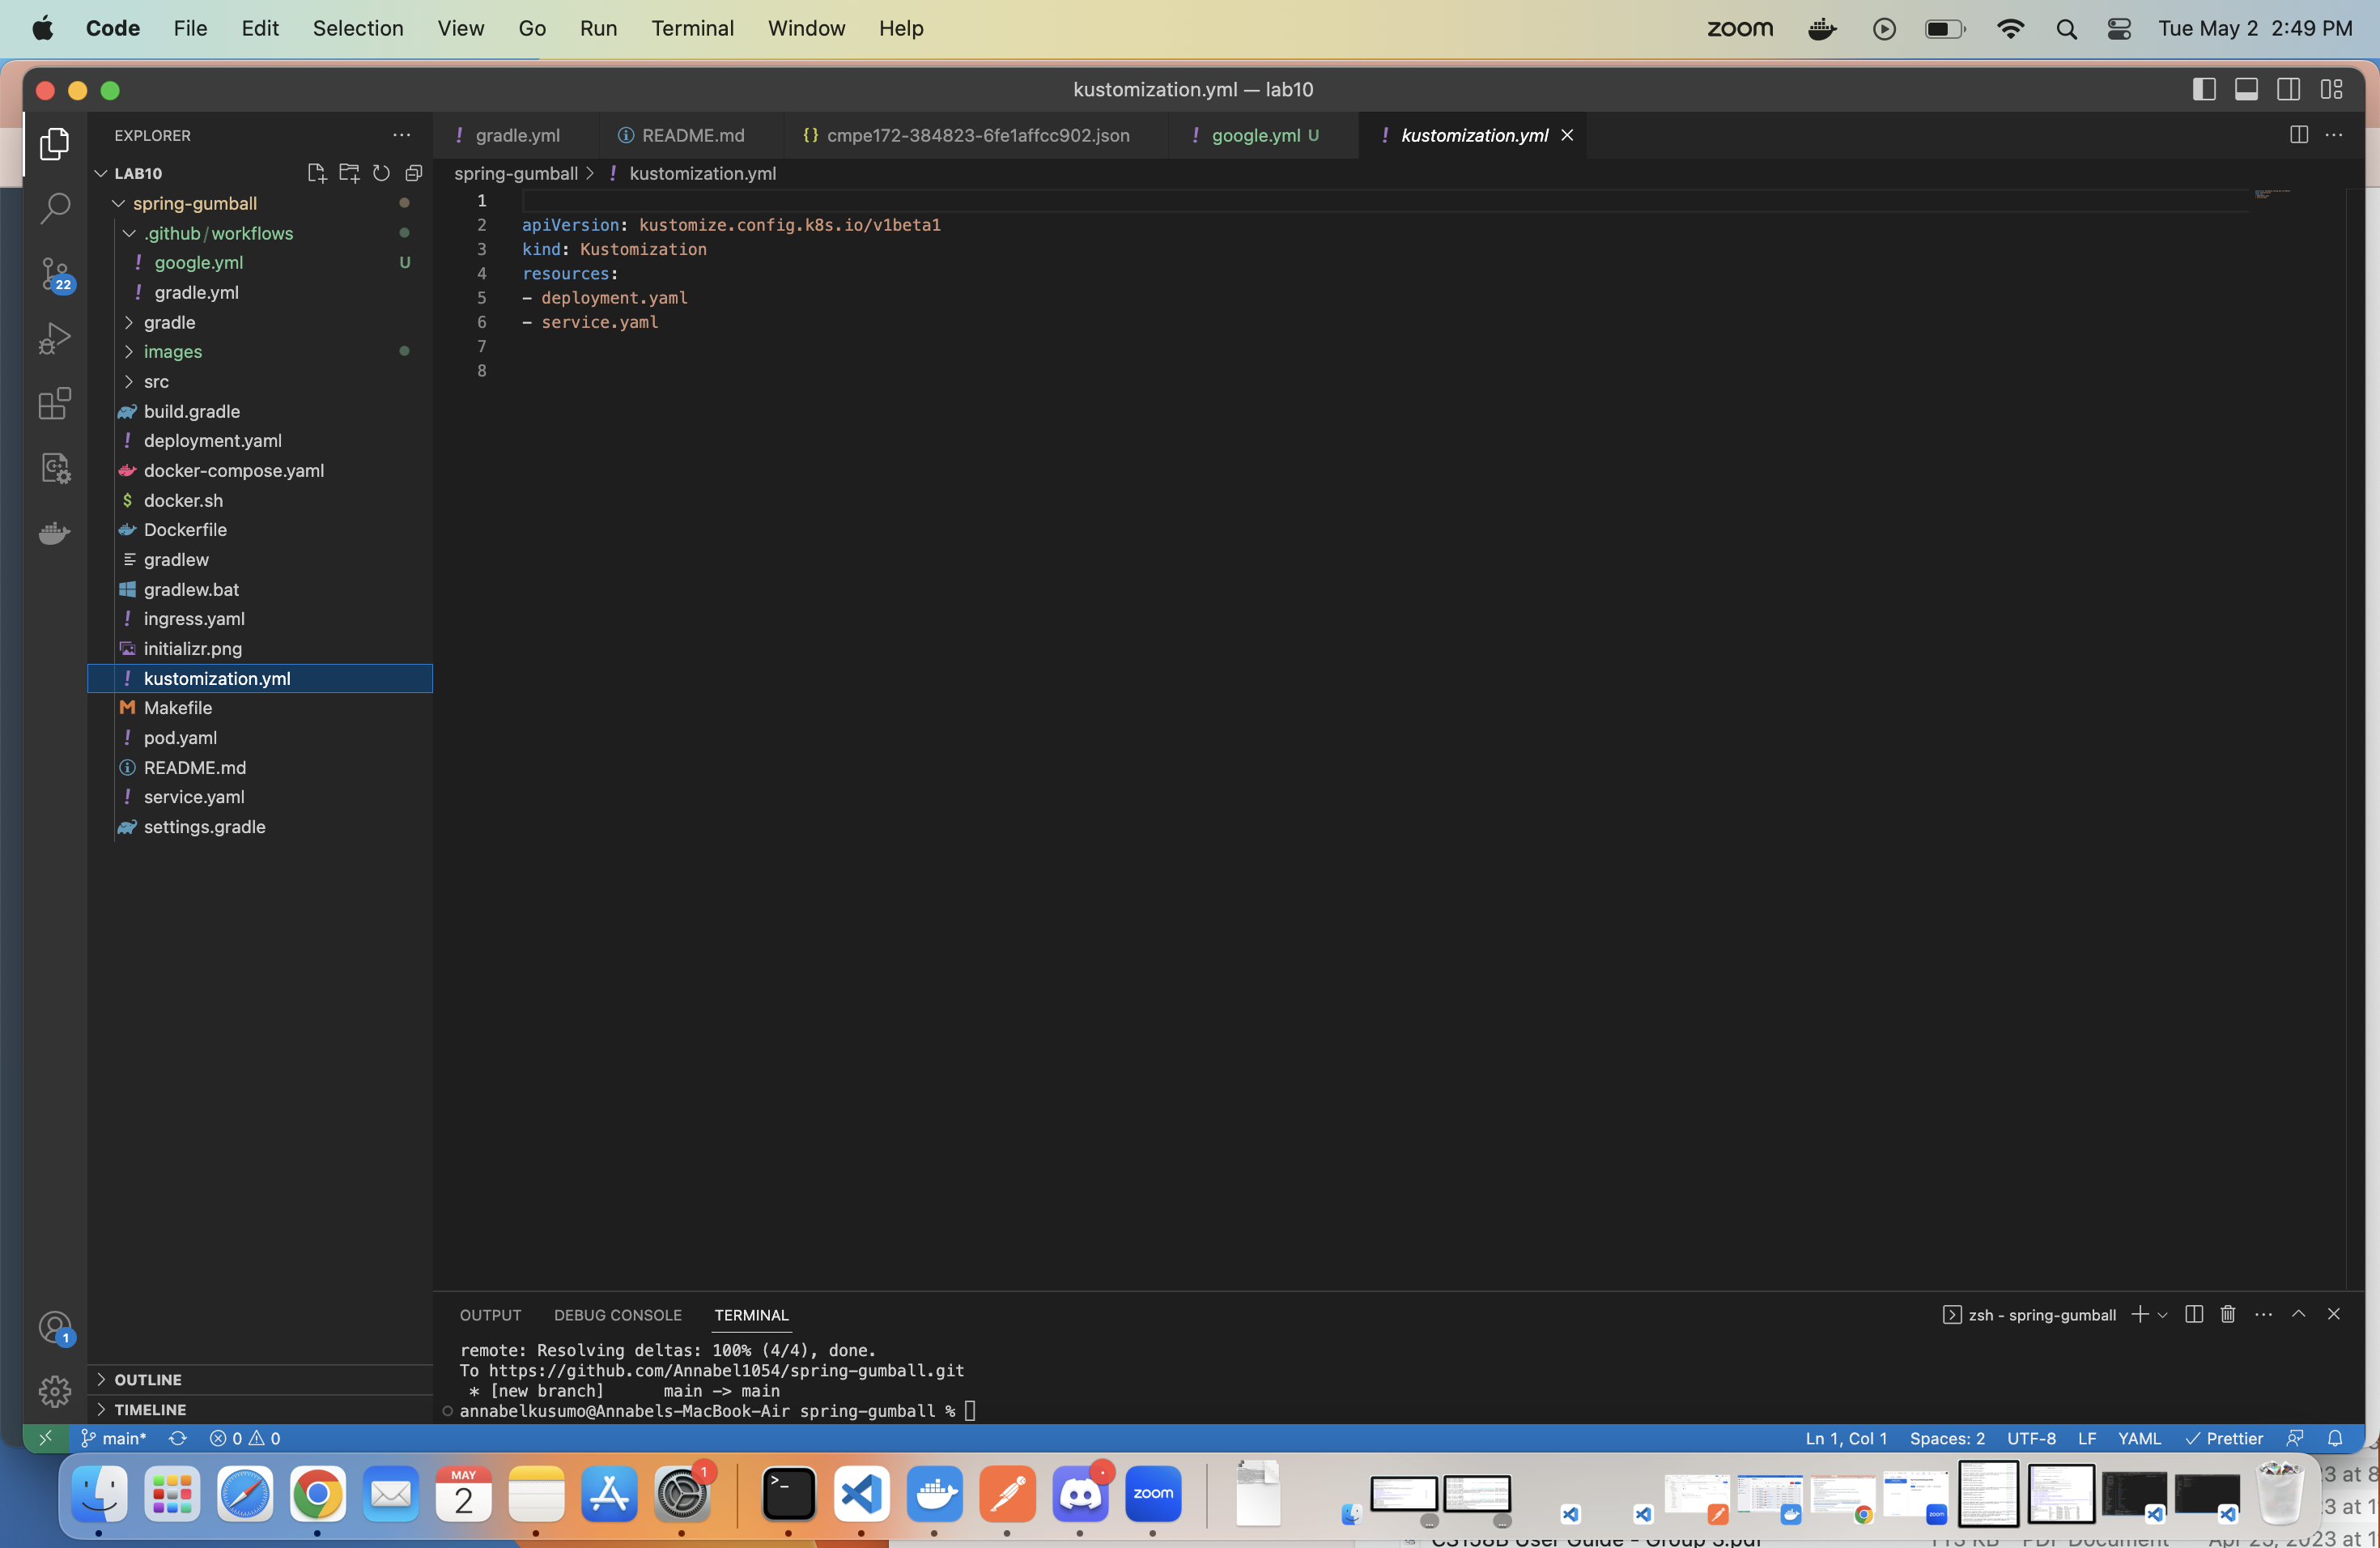 Code File Edit Selection View Go Run Terminal Window Help zoom Tue May 2 2:49 PM
kustomization.yml — lab10
EXPLORER
gradle.yml README.md {} cmpe172-384823-6fe1affcc902.json google.yml U kustomization.yml
LAB10
spring-gumball > ! kustomization.yml
spring-gumball
.github/workflows
google.yml U
gradle.yml
gradle
images
src
build.gradle
deployment.yaml
docker-compose.yaml
docker.sh
Dockerfile
gradlew
gradlew.bat
ingress.yaml
initializr.png
kustomization.yml
Makefile
pod.yaml
README.md
service.yaml
settings.gradle
22
1
OUTLINE
TIMELINE
1
2 apiVersion: kustomize.config.k8s.io/v1beta1
3 kind: Kustomization
4 resources:
5 - deployment.yaml
6 - service.yaml
7
8
OUTPUT DEBUG CONSOLE TERMINAL zsh - spring-gumball
remote: Resolving deltas: 100% (4/4), done.
To https://github.com/Annabel1054/spring-gumball.git
* [new branch] main -> main
annabelkusumo@Annabels-MacBook-Air spring-gumball %
main* 0 0 Ln 1, Col 1 Spaces: 2 UTF-8 LF YAML Prettier
MAY
2
1
zoom
3 at 8
3 at 1
CS158B User Guide - Group 3.pdf 113 KB PDF Document Apr 25, 2023 at 1